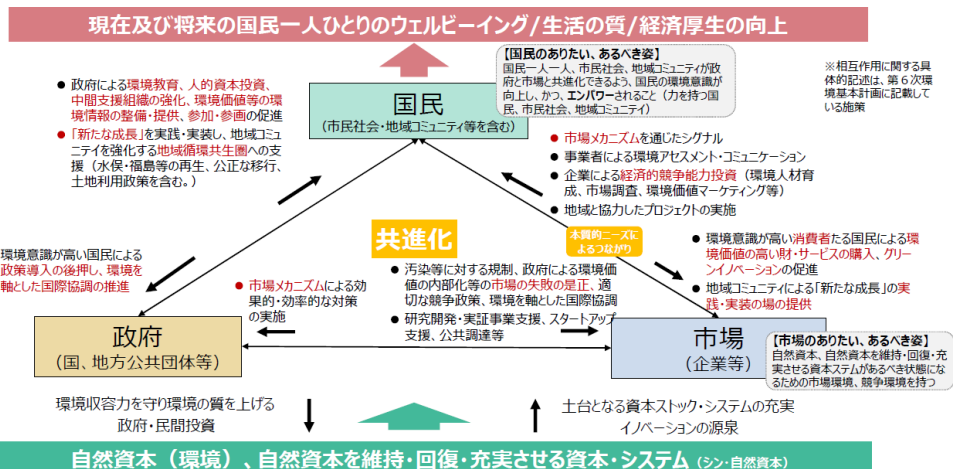 現在及び将来の国民一人ひとりのウェルビーイング/生活の質/経済厚生の向上
【国民のありたい、あるべき姿】
国民一人一人、市民社会、地域コミュニティが政
府と市場と共進化できるよう、国民の環境意識が
向上し、かつ、エンパワーされること（力を持つ国
民、市民社会、地域コミュニティ）
※相互作用に関する具
体的記述は、第６次環
境基本計画に記載して
いる施策
● 政府による環境教育、人的資本投資、
中間支援組織の強化、環境価値等の環
境情報の整備・提供、参加・参画の促進
● 「新たな成長」を実践・実装し、地域コミュ
ニティを強化する地域循環共生圏への支
援（水俣・福島等の再生、公正な移行、
土地利用政策を含む。）
国民
（市民社会・地域コミュニティ等を含む）
● 市場メカニズムを通じたシグナル
● 事業者による環境アセスメント・コミュニケーション
● 企業による経済的競争能力投資（環境人材育
成、市場調査、環境価値マーケティング等）
● 地域と協力したプロジェクトの実施
共進化
本質的ニーズに
よるつながり
環境意識が高い国民による
政策導入の後押し、環境を
軸とした国際協調の推進
● 市場メカニズムによる効
果的・効率的な対策
の実施
● 汚染等に対する規制、政府による環境価
値の内部化等の市場の失敗の是正、適
切な競争政策、環境を軸とした国際協調
● 研究開発・実証事業支援、スタートアップ
支援、公共調達等
● 環境意識が高い消費者たる国民による環
境価値の高い財・サービスの購入、グリー
ンイノベーションの促進
● 地域コミュニティによる「新たな成長」の実
践・実装の場の提供
政府
（国、地方公共団体等）
市場
（企業等）
【市場のありたい、あるべき姿】
自然資本、自然資本を維持・回復・充
実させる資本ステムがあるべき状態にな
るための市場環境、競争環境を持つ
環境収容力を守り環境の質を上げる
政府・民間投資
土台となる資本ストック・システムの充実
イノベーションの源泉
自然資本（環境）、自然資本を維持・回復・充実させる資本・システム（シン・自然資本）